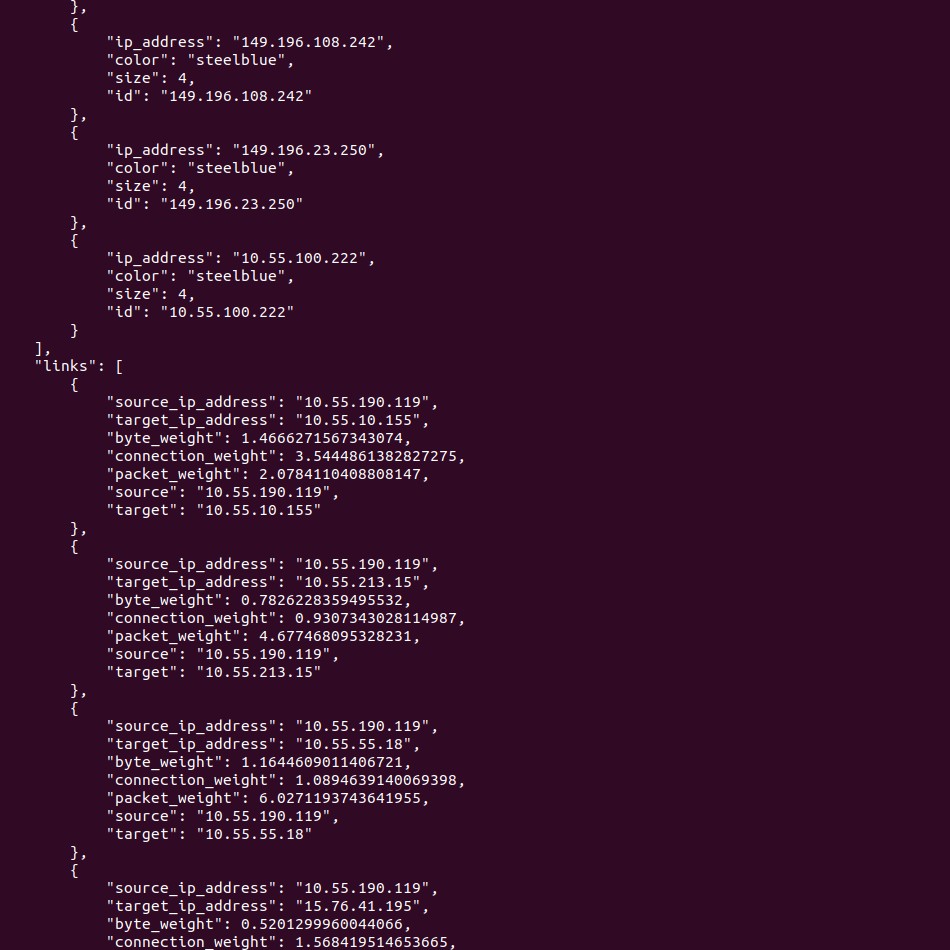 },
{
"ip_address": "149.196.108.242",
"color": "steelblue",
"size": 4,
"id": "149.196.108.242"
},
{
"ip_address": "149.196.23.250",
"color": "steelblue",
"size": 4,
"id": "149.196.23.250"
},
{
"ip_address": "10.55.100.222",
"color": "steelblue",
"size": 4,
"id": "10.55.100.222"
}
],
"links": [
{
"source_ip_address": "10.55.190.119",
"target_ip_address": "10.55.10.155",
"byte_weight": 1.4666271567343074,
"connection_weight": 3.5444861382827275,
"packet_weight": 2.0784110408808147,
"source": "10.55.190.119",
"target": "10.55.10.155"
},
{
"source_ip_address": "10.55.190.119",
"target_ip_address": "10.55.213.15",
"byte_weight": 0.7826228359495532,
"connection_weight": 0.9307343028114987,
"packet_weight": 4.677468095328231,
"source": "10.55.190.119",
"target": "10.55.213.15"
},
{
"source_ip_address": "10.55.190.119",
"target_ip_address": "10.55.55.18",
"byte_weight": 1.1644609011406721,
"connection_weight": 1.0894639140069398,
"packet_weight": 6.0271193743641955,
"source": "10.55.190.119",
"target": "10.55.55.18"
},
{
"source_ip_address": "10.55.190.119",
"target_ip_address": "15.76.41.195",
"byte_weight": 0.5201299960044066,
"connection_weight": 1.568419514653665,